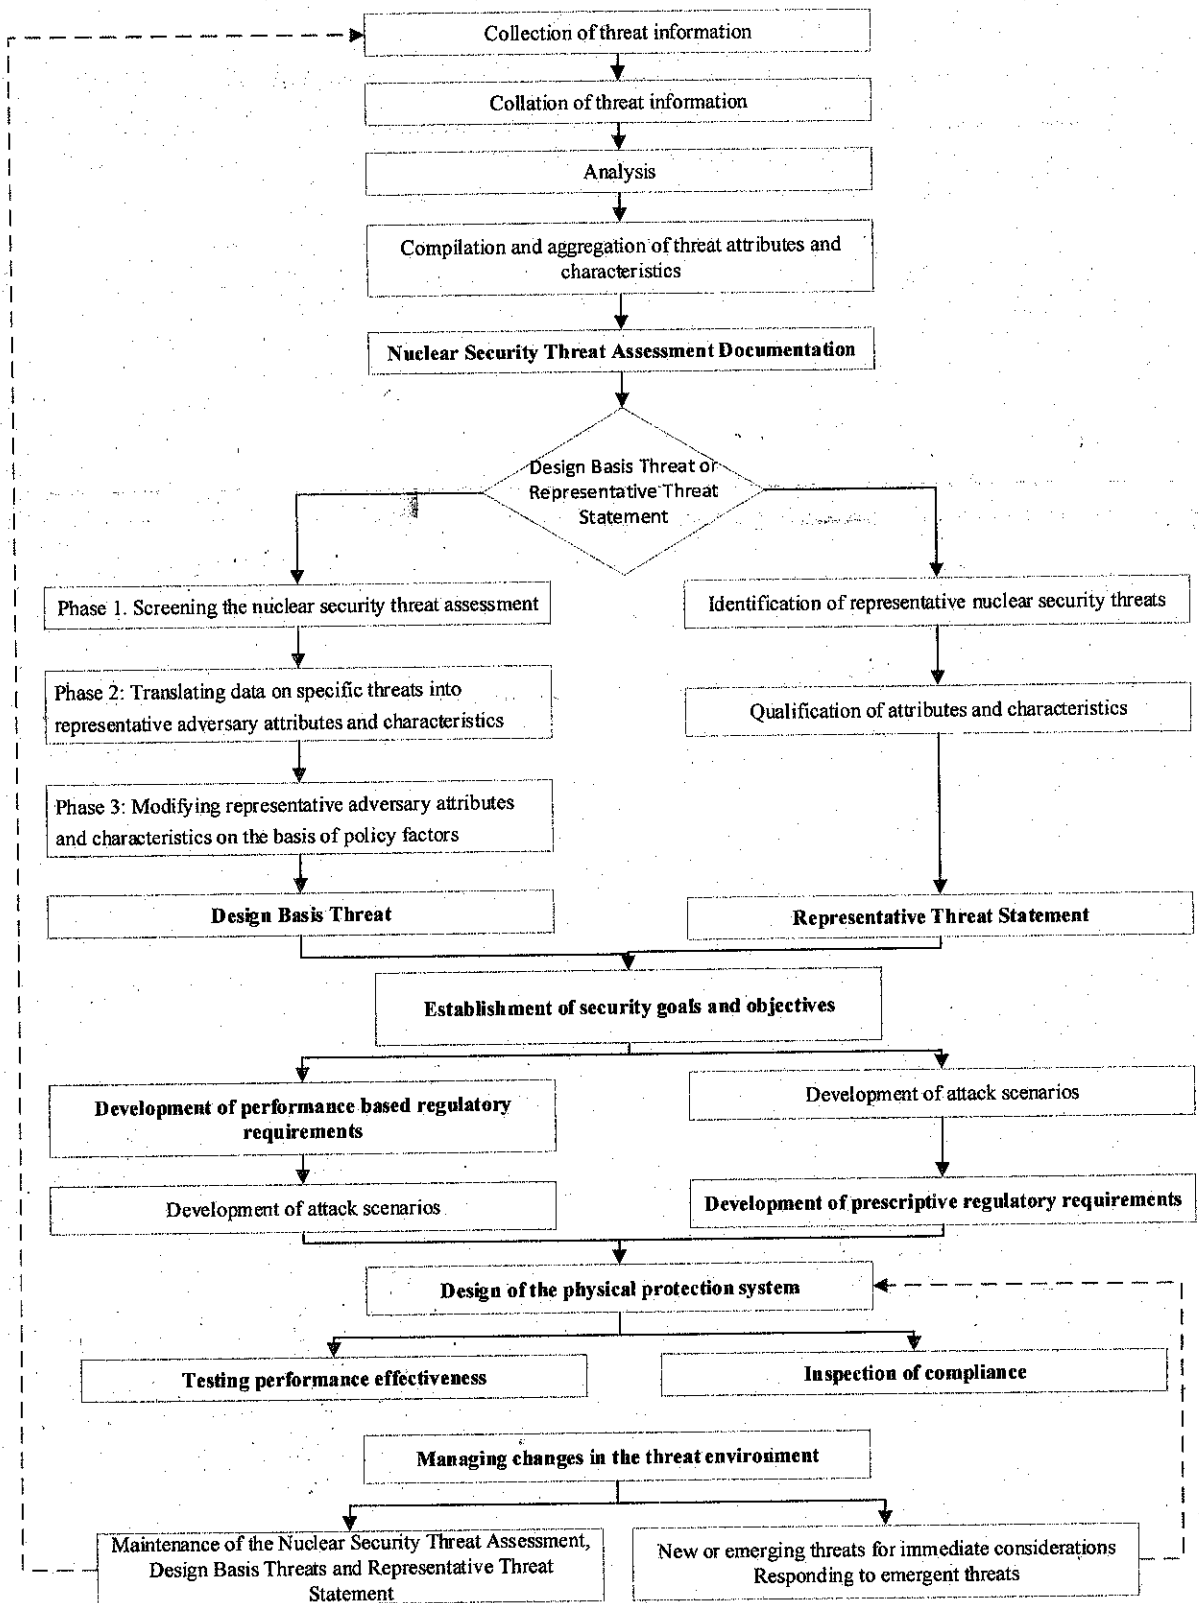 Collection of threat information
Collation of threat information
Analysis
Compilation and aggregation of threat attributes and
characteristics
Nuclear Security Threat Assessment Documentation
Design Basis Threat or
Representative Threat
Statement
Phase 1. Screening the nuclear security threat assessment
Identification of representative nuclear security threats
Phase 2: Translating data on specific threats into
representative adversary attributes and characteristics
Qualification of attributes and characteristics
Phase 3: Modifying representative adversary attributes
and characteristics on the basis of policy factors
Design Basis Threat
Representative Threat Statement
Establishment of security goals and objectives
Development of performance based regulatory
requirements
Development of attack scenarios
Development of attack scenarios
Development of prescriptive regulatory requirements
Design of the physical protection system
Testing performance effectiveness
Inspection of compliance
Managing changes in the threat environment
Maintenance of the Nuclear Security Threat Assessment,
Design Basis Threats and Representative Threat
Statement
New or emerging threats for immediate considerations
Responding to emergent threats